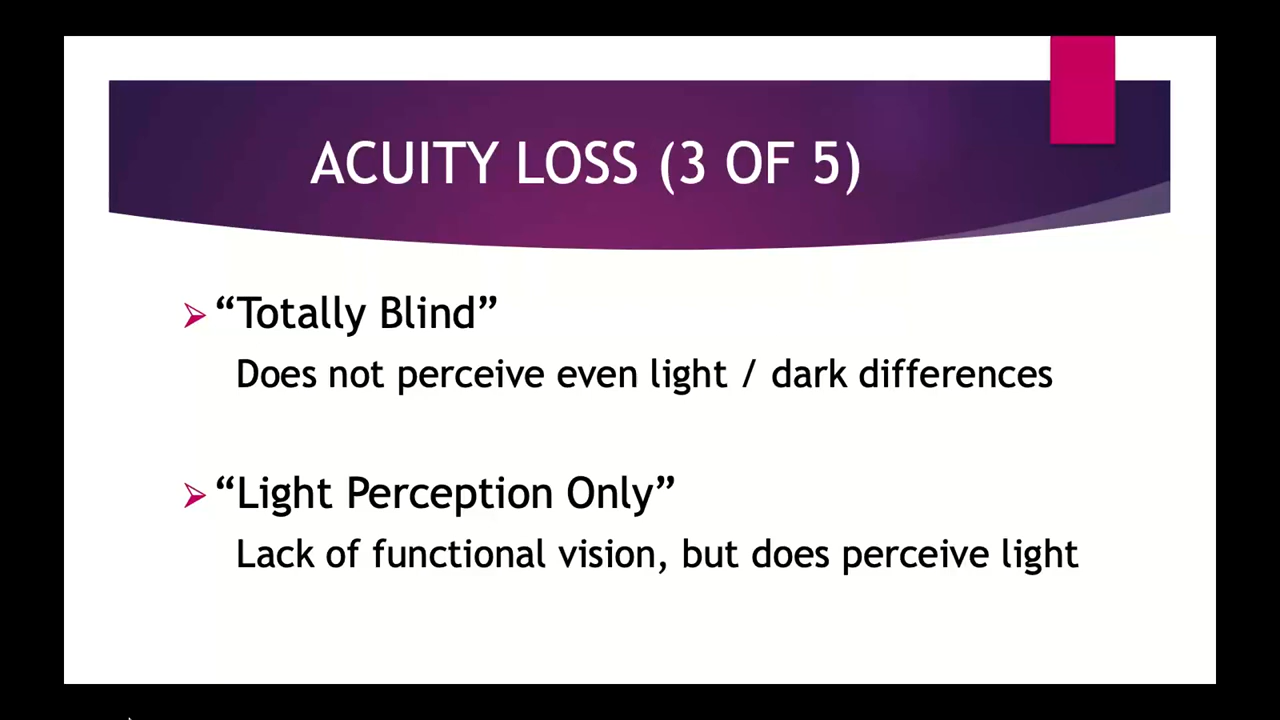 ACUITY LOSS (3 OF 5)
“Totally Blind”
Does not perceive even light / dark differences
“Light Perception Only”
Lack of functional vision, but does perceive light